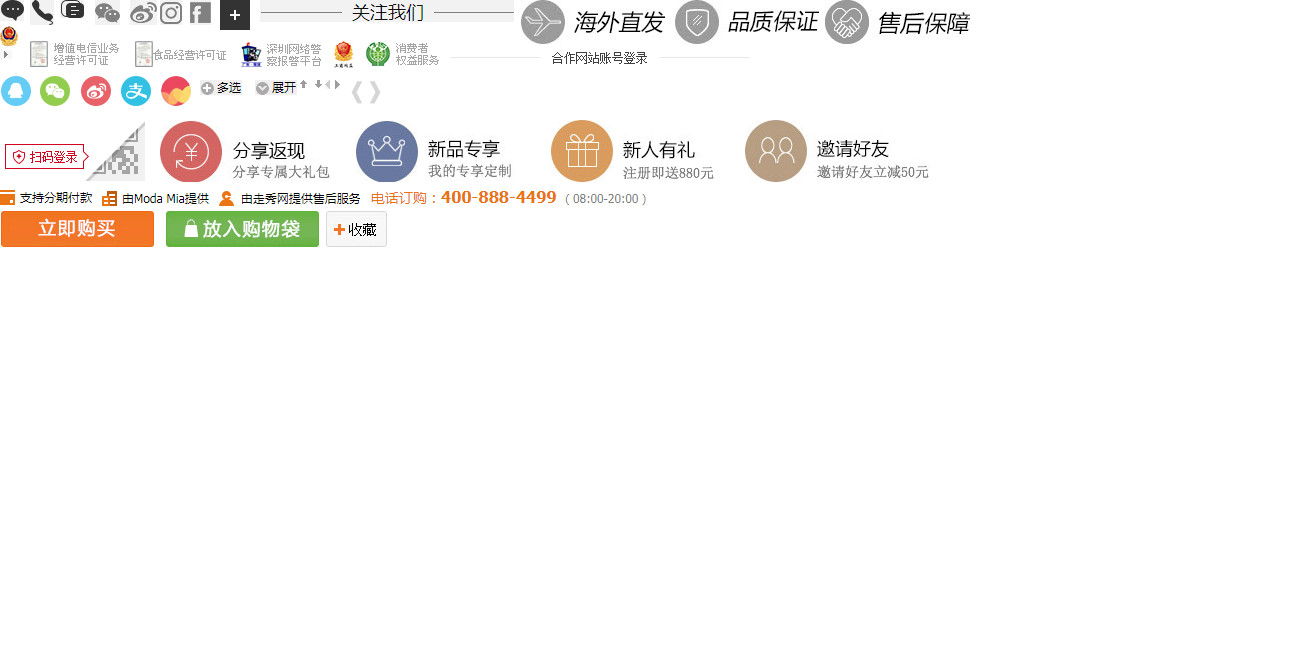 关注我们
海外直发
品质保证
售后保障
增值电信业务
经营许可证
食品经营许可证
深圳网络警
察报警平台
消费者
权益服务
合作网站账号登录
多选
展开
扫码登录
分享返现
分享专属大礼包
新品专享
我的专享定制
新人有礼
注册即送880元
邀请好友
邀请好友立减50元
支持分期付款
由Moda Mia提供
由走秀网提供售后服务
电话订购：400-888-4499 ( 08:00-20:00 )
立即购买
放入购物袋
收藏